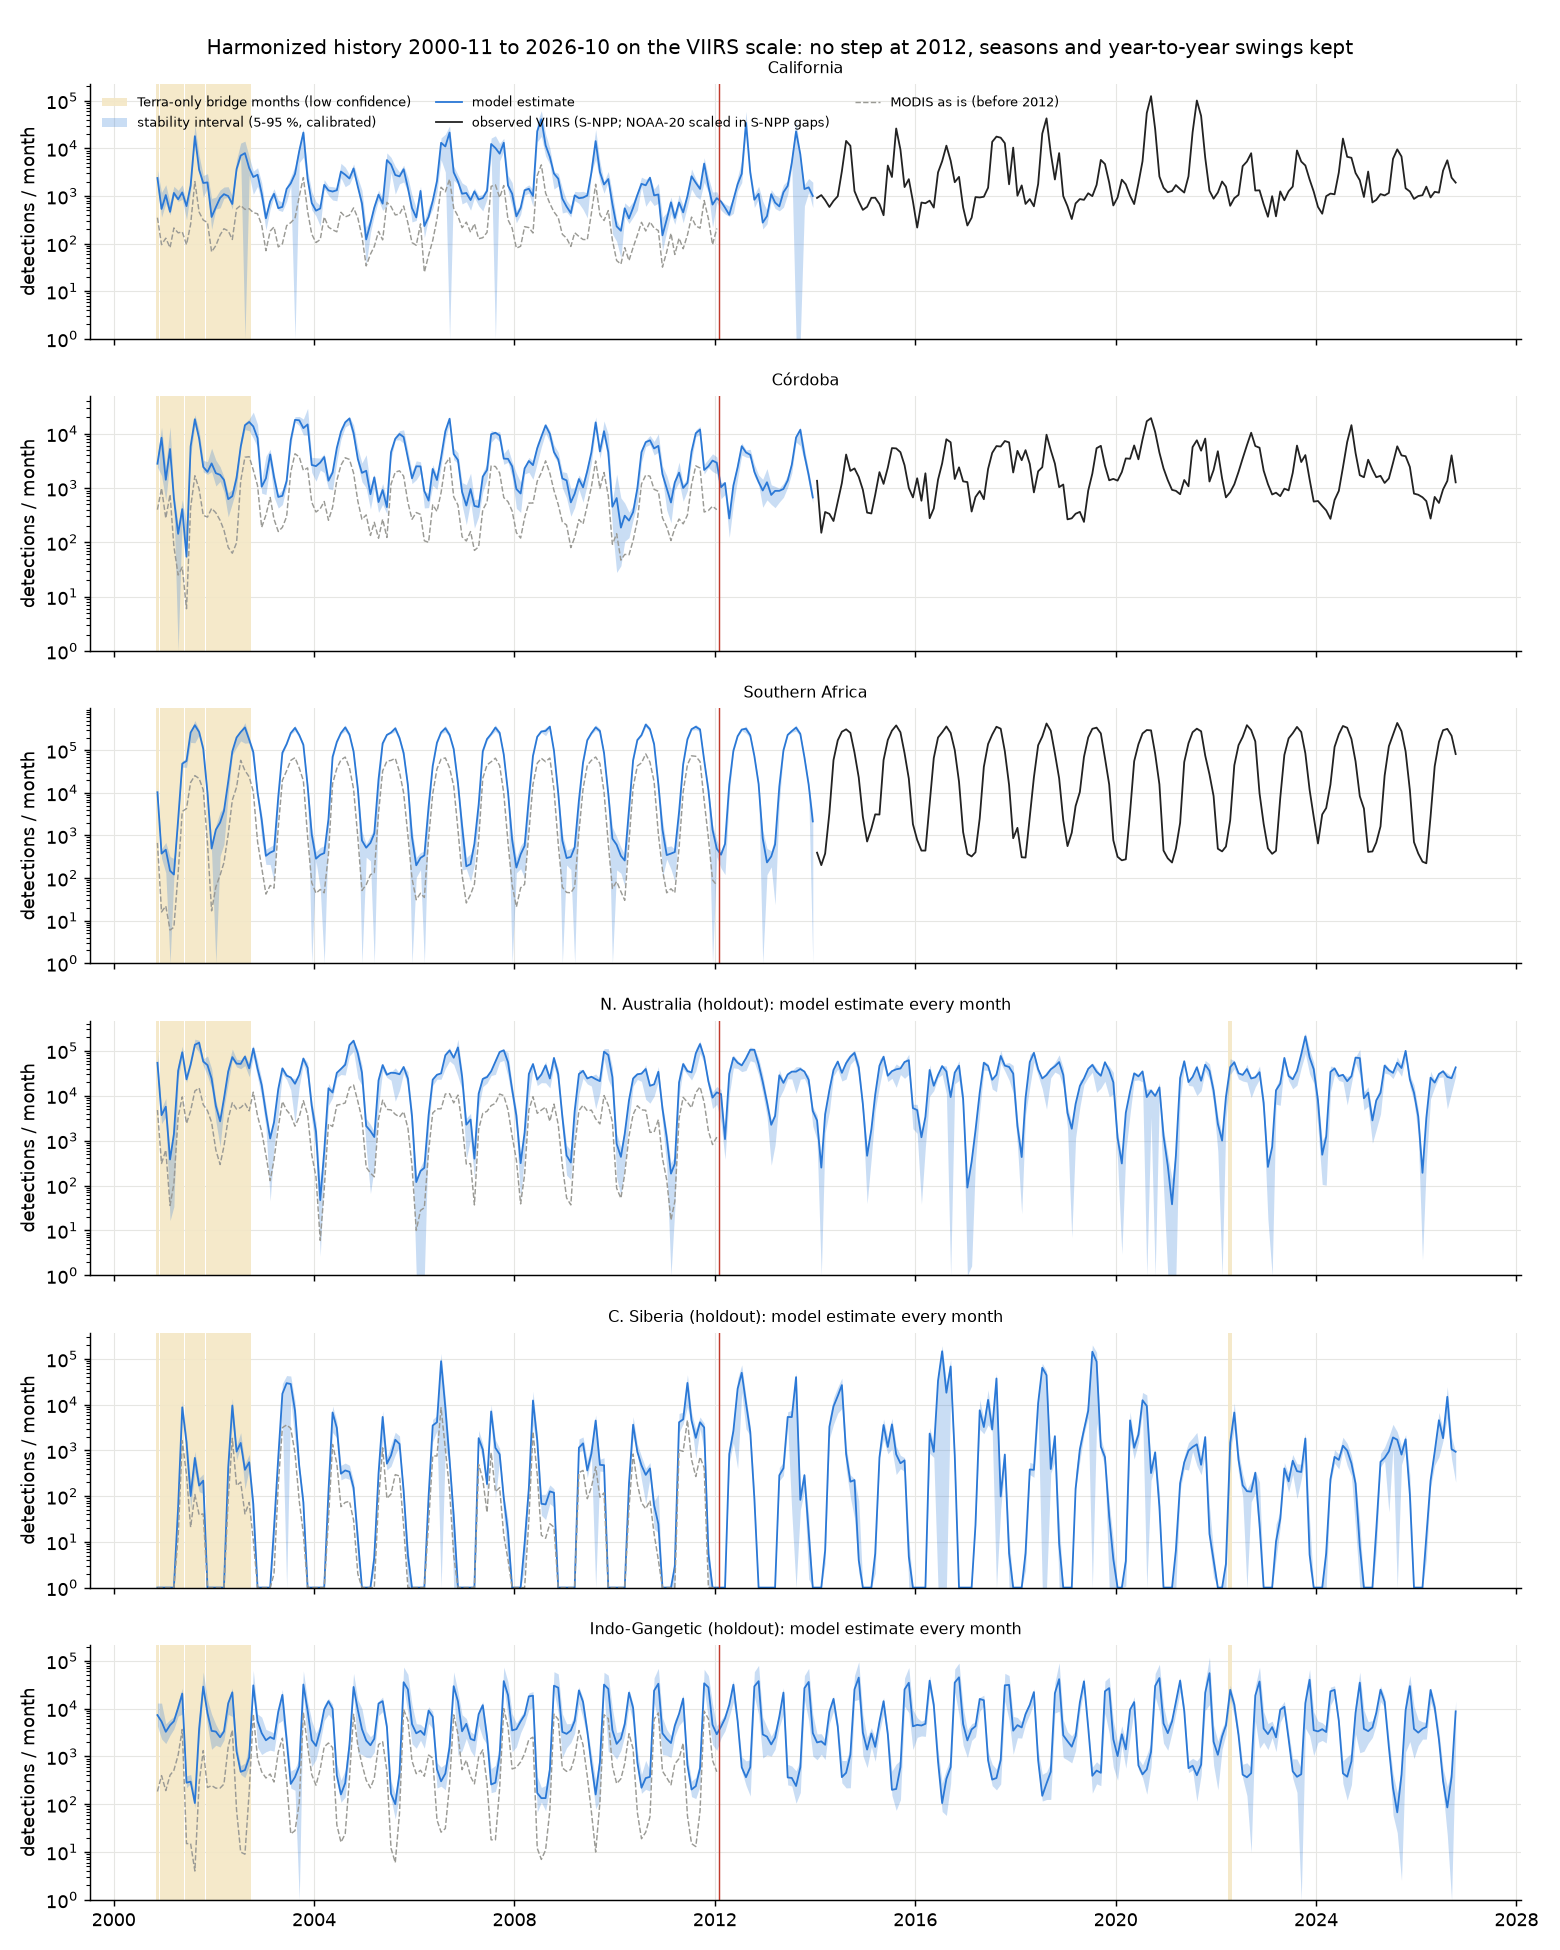 Harmonized history 2000-11 to 2026-10 on the VIIRS scale: no step at 2012, seasons and year-to-year swings kept
California
Terra-only bridge months (low confidence)
stability interval (5-95 %, calibrated)
model estimate
observed VIIRS (S-NPP; NOAA-20 scaled in S-NPP gaps)
MODIS as is (before 2012)
detections / month
10⁵
10⁴
10³
10²
10¹
10⁰
Córdoba
detections / month
10⁴
10³
10²
10¹
10⁰
Southern Africa
detections / month
10⁵
10⁴
10³
10²
10¹
10⁰
N. Australia (holdout): model estimate every month
detections / month
10⁵
10⁴
10³
10²
10¹
10⁰
C. Siberia (holdout): model estimate every month
detections / month
10⁵
10⁴
10³
10²
10¹
10⁰
Indo-Gangetic (holdout): model estimate every month
detections / month
10⁵
10⁴
10³
10²
10¹
10⁰
2000 2004 2008 2012 2016 2020 2024 2028